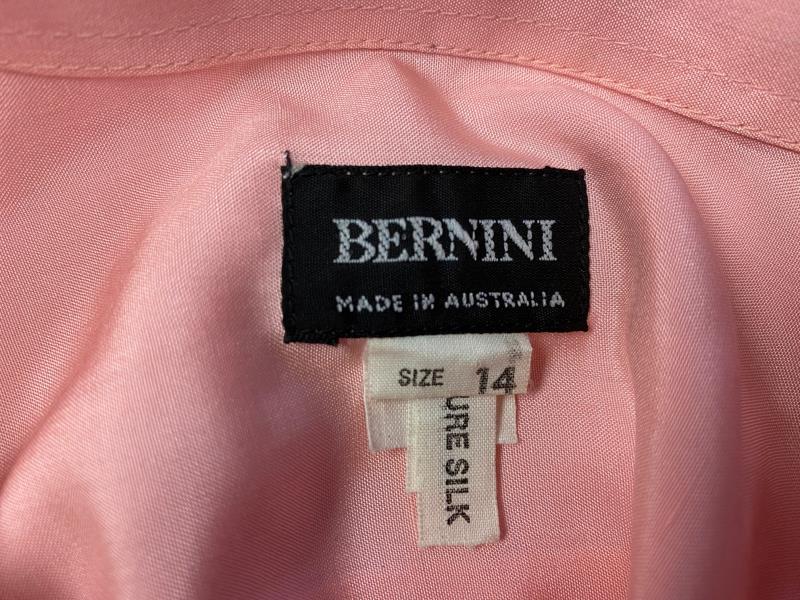 BERNINI
MADE IN AUSTRALIA
SIZE 14
URE SILK